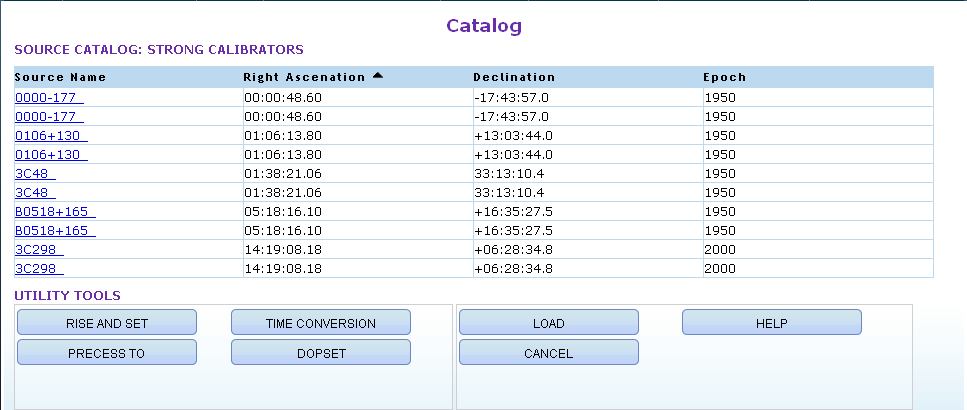 Catalog
SOURCE CATALOG: STRONG CALIBRATORS
Source Name Right Ascenation Declination Epoch
0000-177 00:00:48.60 -17:43:57.0 1950
0000-177 00:00:48.60 -17:43:57.0 1950
0106+130 01:06:13.80 +13:03:44.0 1950
0106+130 01:06:13.80 +13:03:44.0 1950
3C48 01:38:21.06 33:13:10.4 1950
3C48 01:38:21.06 33:13:10.4 1950
B0518+165 05:18:16.10 +16:35:27.5 1950
B0518+165 05:18:16.10 +16:35:27.5 1950
3C298 14:19:08.18 +06:28:34.8 2000
3C298 14:19:08.18 +06:28:34.8 2000
UTILITY TOOLS
RISE AND SET TIME CONVERSION LOAD HELP
PRECESS TO DOPSET CANCEL